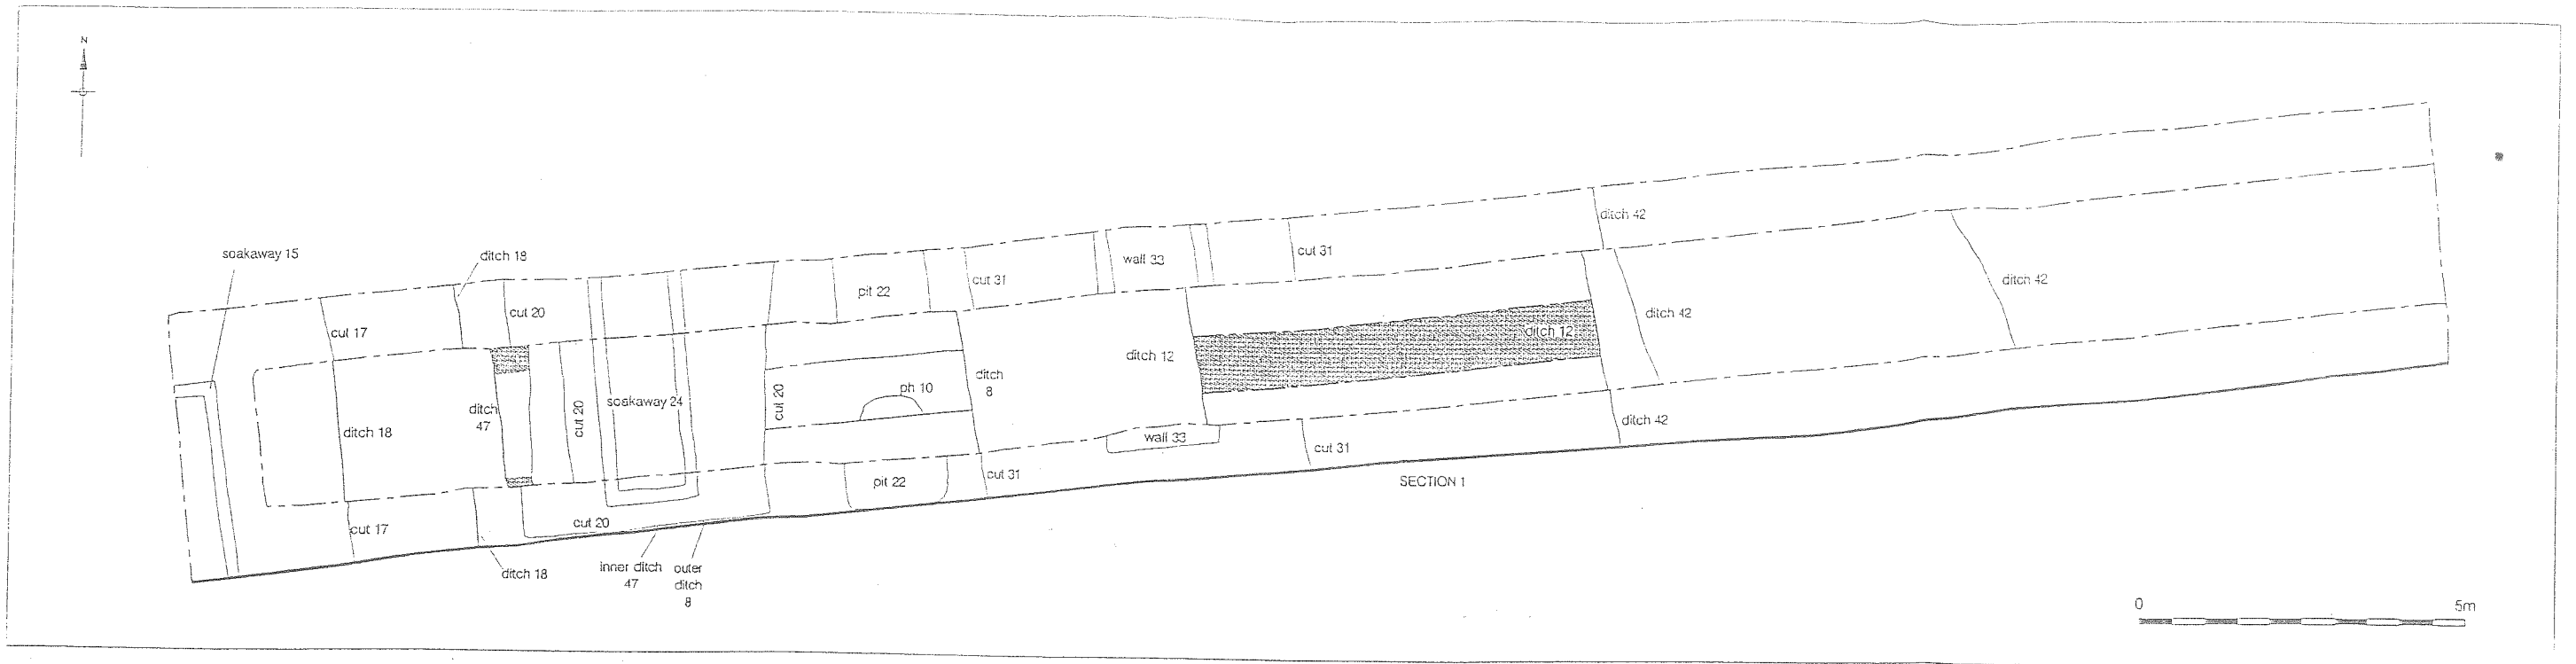 N
soakaway 15
cut 17
ditch 18
cut 20
pit 22
cut 31
wall 33
cut 31
ditch 42
ditch 18
ditch 47
cut 20
soakaway 24
cut 20
ph 10
ditch 8
ditch 12
ditch 12
ditch 42
ditch 42
cut 17
ditch 18
cut 20
inner ditch 47
outer ditch 8
pit 22
cut 31
wall 33
cut 31
ditch 42
SECTION 1
0
5m